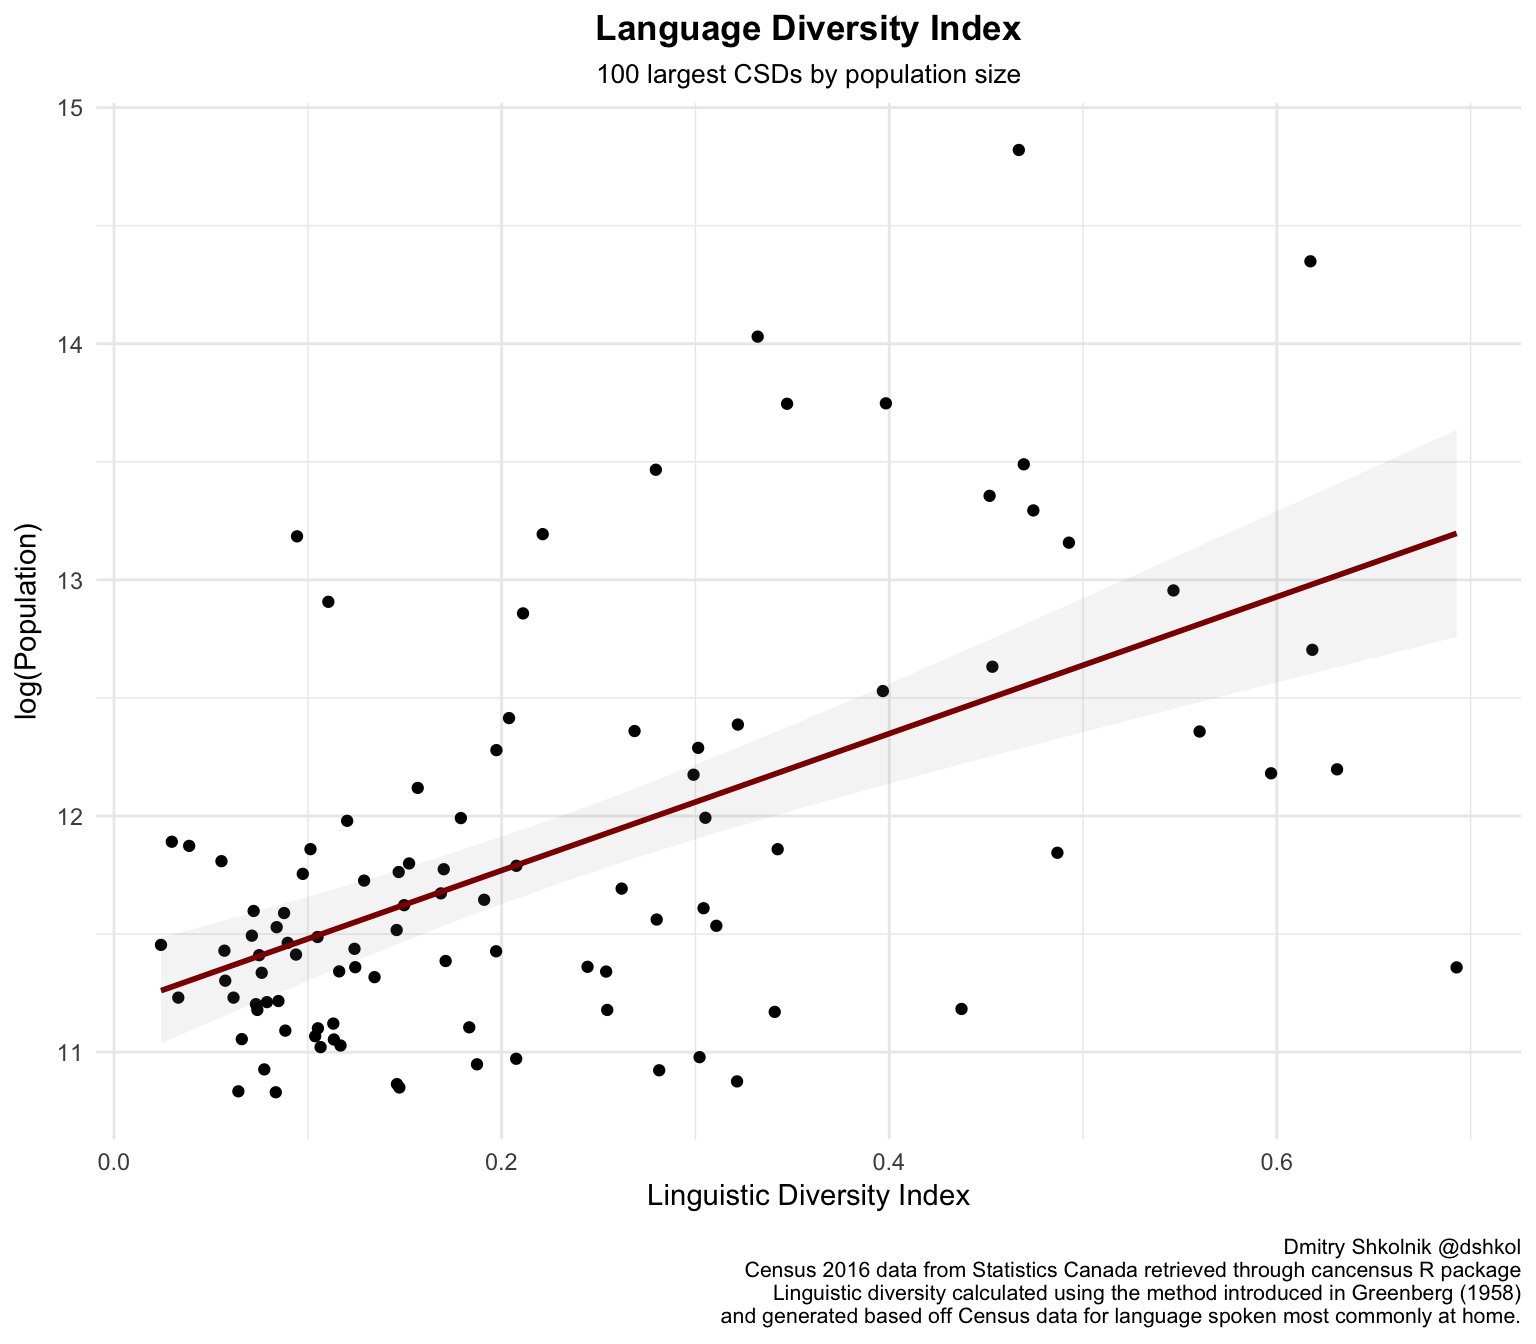 Language Diversity Index
100 largest CSDs by population size
15
14
13
12
11
log(Population)
0.0
0.2
0.4
0.6
Linguistic Diversity Index
Dmitry Shkolnik @dshkol
Census 2016 data from Statistics Canada retrieved through cancensus R package
Linguistic diversity calculated using the method introduced in Greenberg (1958)
and generated based off Census data for language spoken most commonly at home.